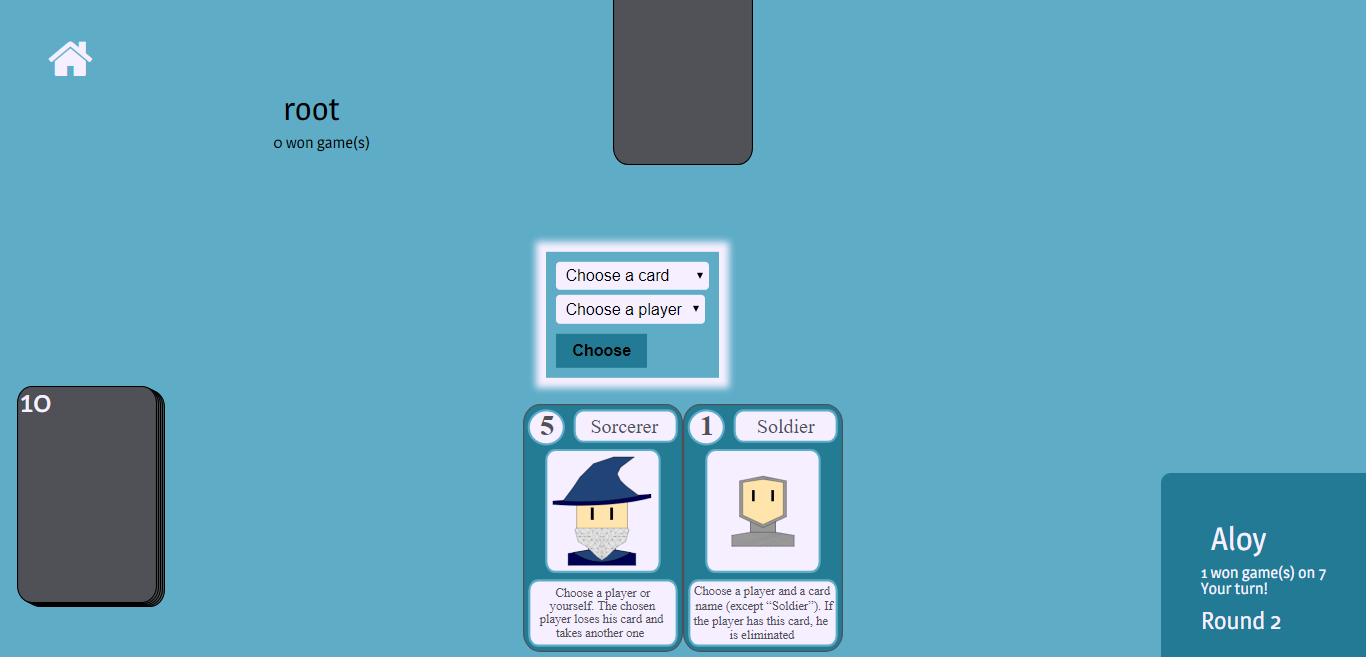 root
0 won game(s)
Choose a card
Choose a player
Choose
10
5
Sorcerer
Choose a player or
yourself. The chosen
player loses his card and
takes another one
1
Soldier
Choose a player and a card
name (except “Soldier”). If
the player has this card, he
is eliminated
Aloy
1 won game(s) on 7
Your turn!
Round 2